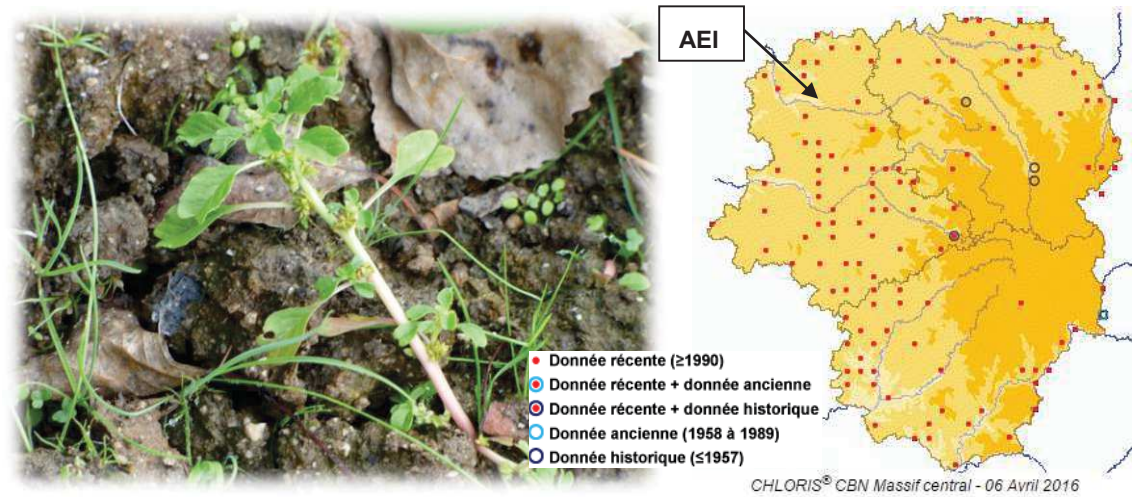 AEI
Donnée récente (≥1990)
Donnée récente + donnée ancienne
Donnée récente + donnée historique
Donnée ancienne (1958 à 1989)
Donnée historique (≤1957)
CHLORIS® CBN Massif central - 06 Avril 2016